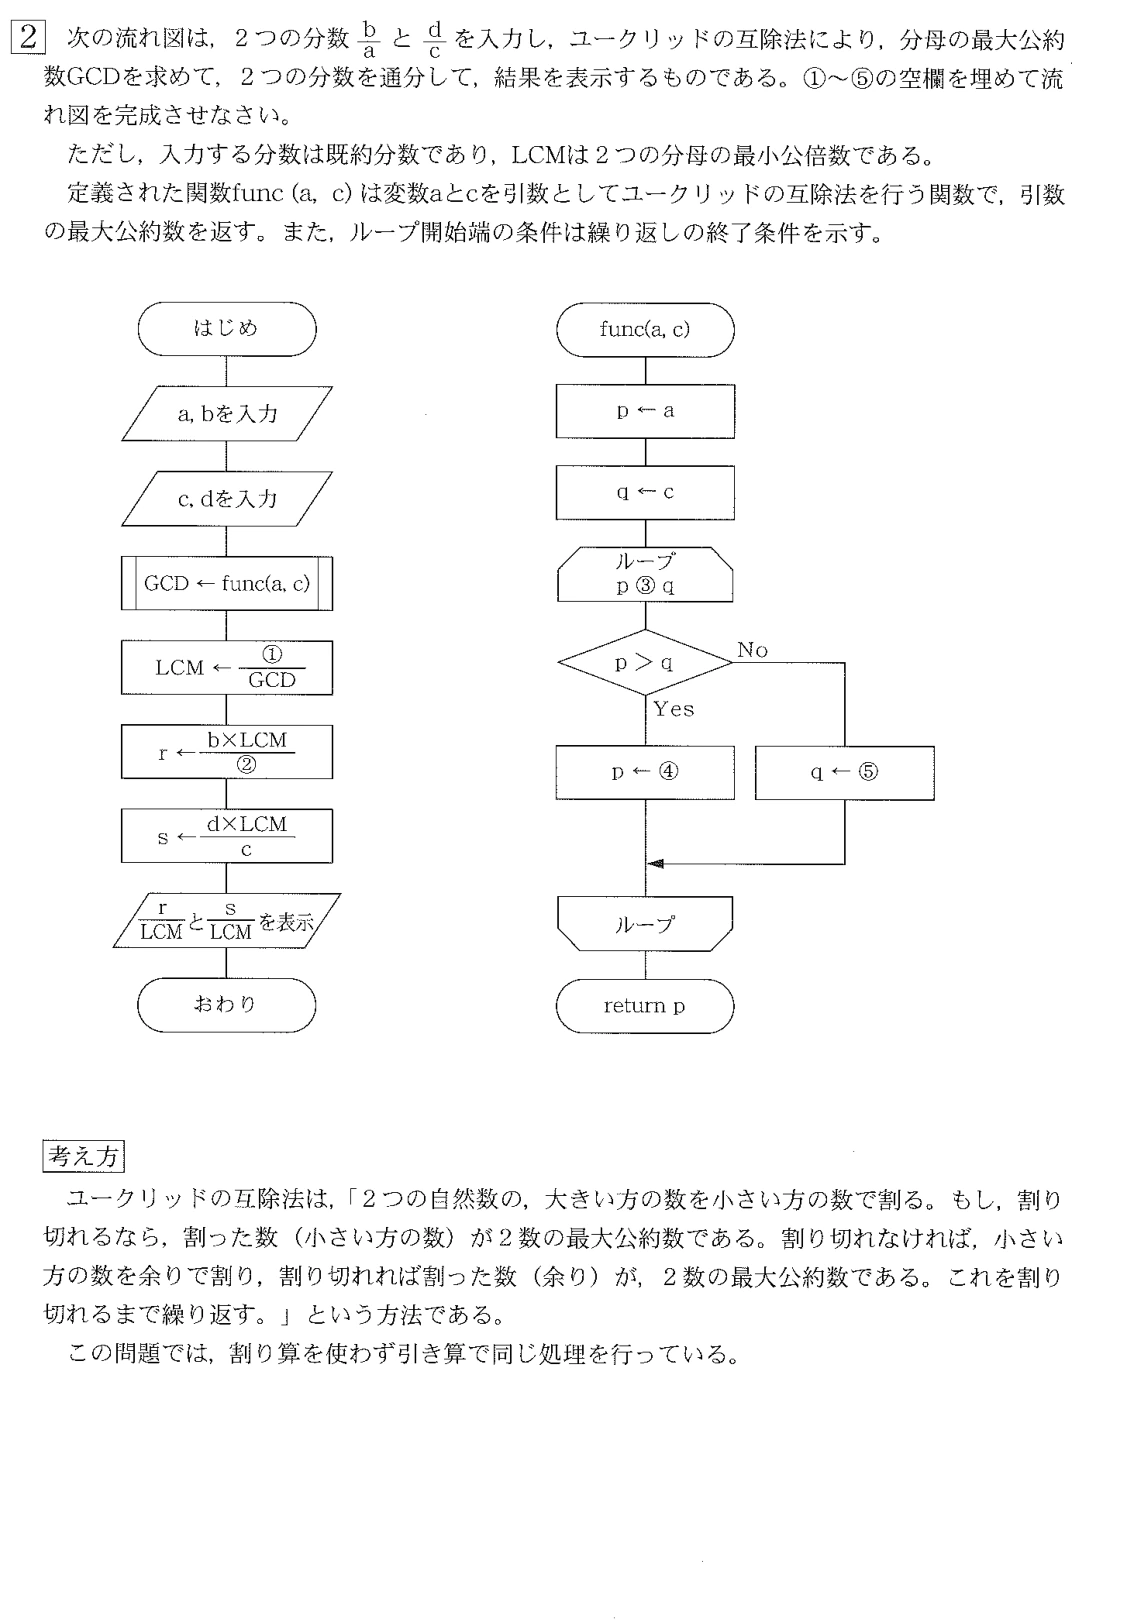 2 次の流れ図は，２つの分数 b/a と d/c を入力し，ユークリッドの互除法により，分母の最大公約
数GCDを求めて，２つの分数を通分して，結果を表示するものである。①～⑤の空欄を埋めて流
れ図を完成させなさい。
ただし，入力する分数は既約分数であり，LCMは２つの分母の最小公倍数である。
定義された関数func (a, c) は変数aとcを引数としてユークリッドの互除法を行う関数で，引数
の最大公約数を返す。また，ループ開始端の条件は繰り返しの終了条件を示す。
はじめ
a, bを入力
c, dを入力
GCD ← func(a, c)
LCM ← ①/GCD
r ← b×LCM/②
s ← d×LCM/c
r/LCM と s/LCM を表示
おわり
func(a, c)
p ← a
q ← c
ループ
p ③ q
p > q
No
Yes
p ← ④
q ← ⑤
ループ
return p
考え方
ユークリッドの互除法は，「２つの自然数の，大きい方の数を小さい方の数で割る。もし，割り
切れるなら，割った数（小さい方の数）が２数の最大公約数である。割り切れなければ，小さい
方の数を余りで割り，割り切れれば割った数（余り）が，２数の最大公約数である。これを割り
切れるまで繰り返す。」という方法である。
この問題では，割り算を使わず引き算で同じ処理を行っている。